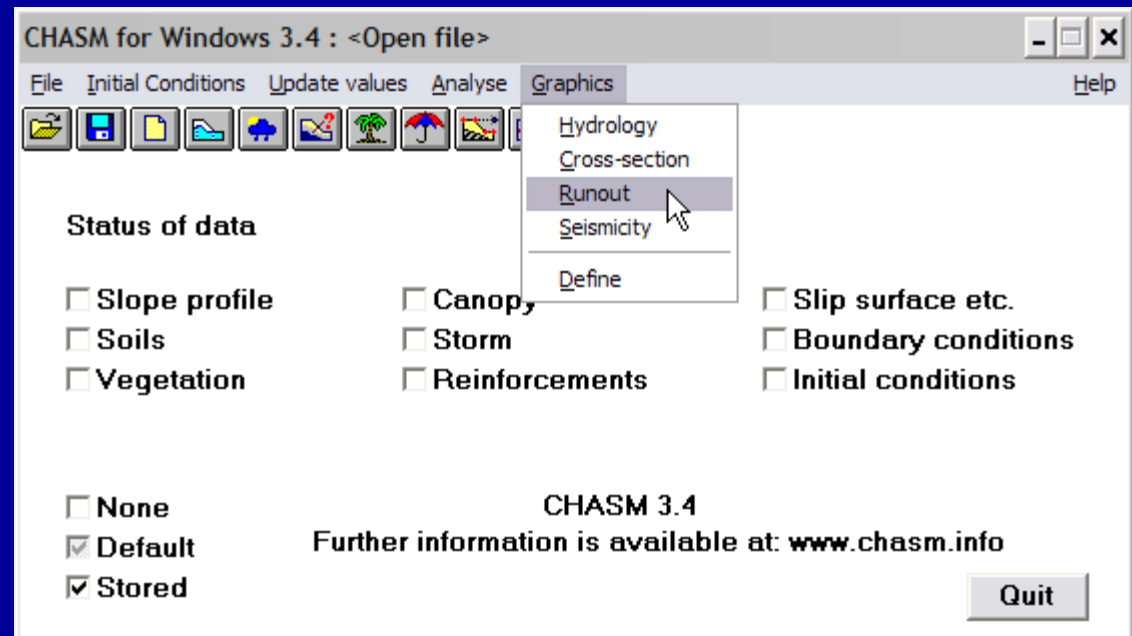 CHASM for Windows 3.4 : <Open file>
File Initial Conditions Update values Analyse Graphics Help
Hydrology
Cross-section
Runout
Seismicity
Define
Status of data
Slope profile Canopy Slip surface etc.
Soils Storm Boundary conditions
Vegetation Reinforcements Initial conditions
None CHASM 3.4
Default Further information is available at: www.chasm.info
Stored Quit